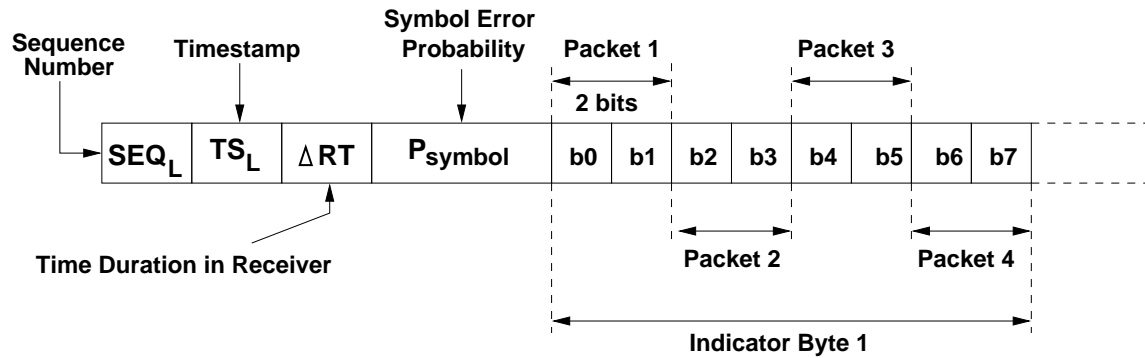 Symbol Error
Probability
Sequence
Number
Timestamp
Packet 1
Packet 3
2 bits
SEQL TSL Δ RT Psymbol b0 b1 b2 b3 b4 b5 b6 b7
Time Duration in Receiver
Packet 2
Packet 4
Indicator Byte 1